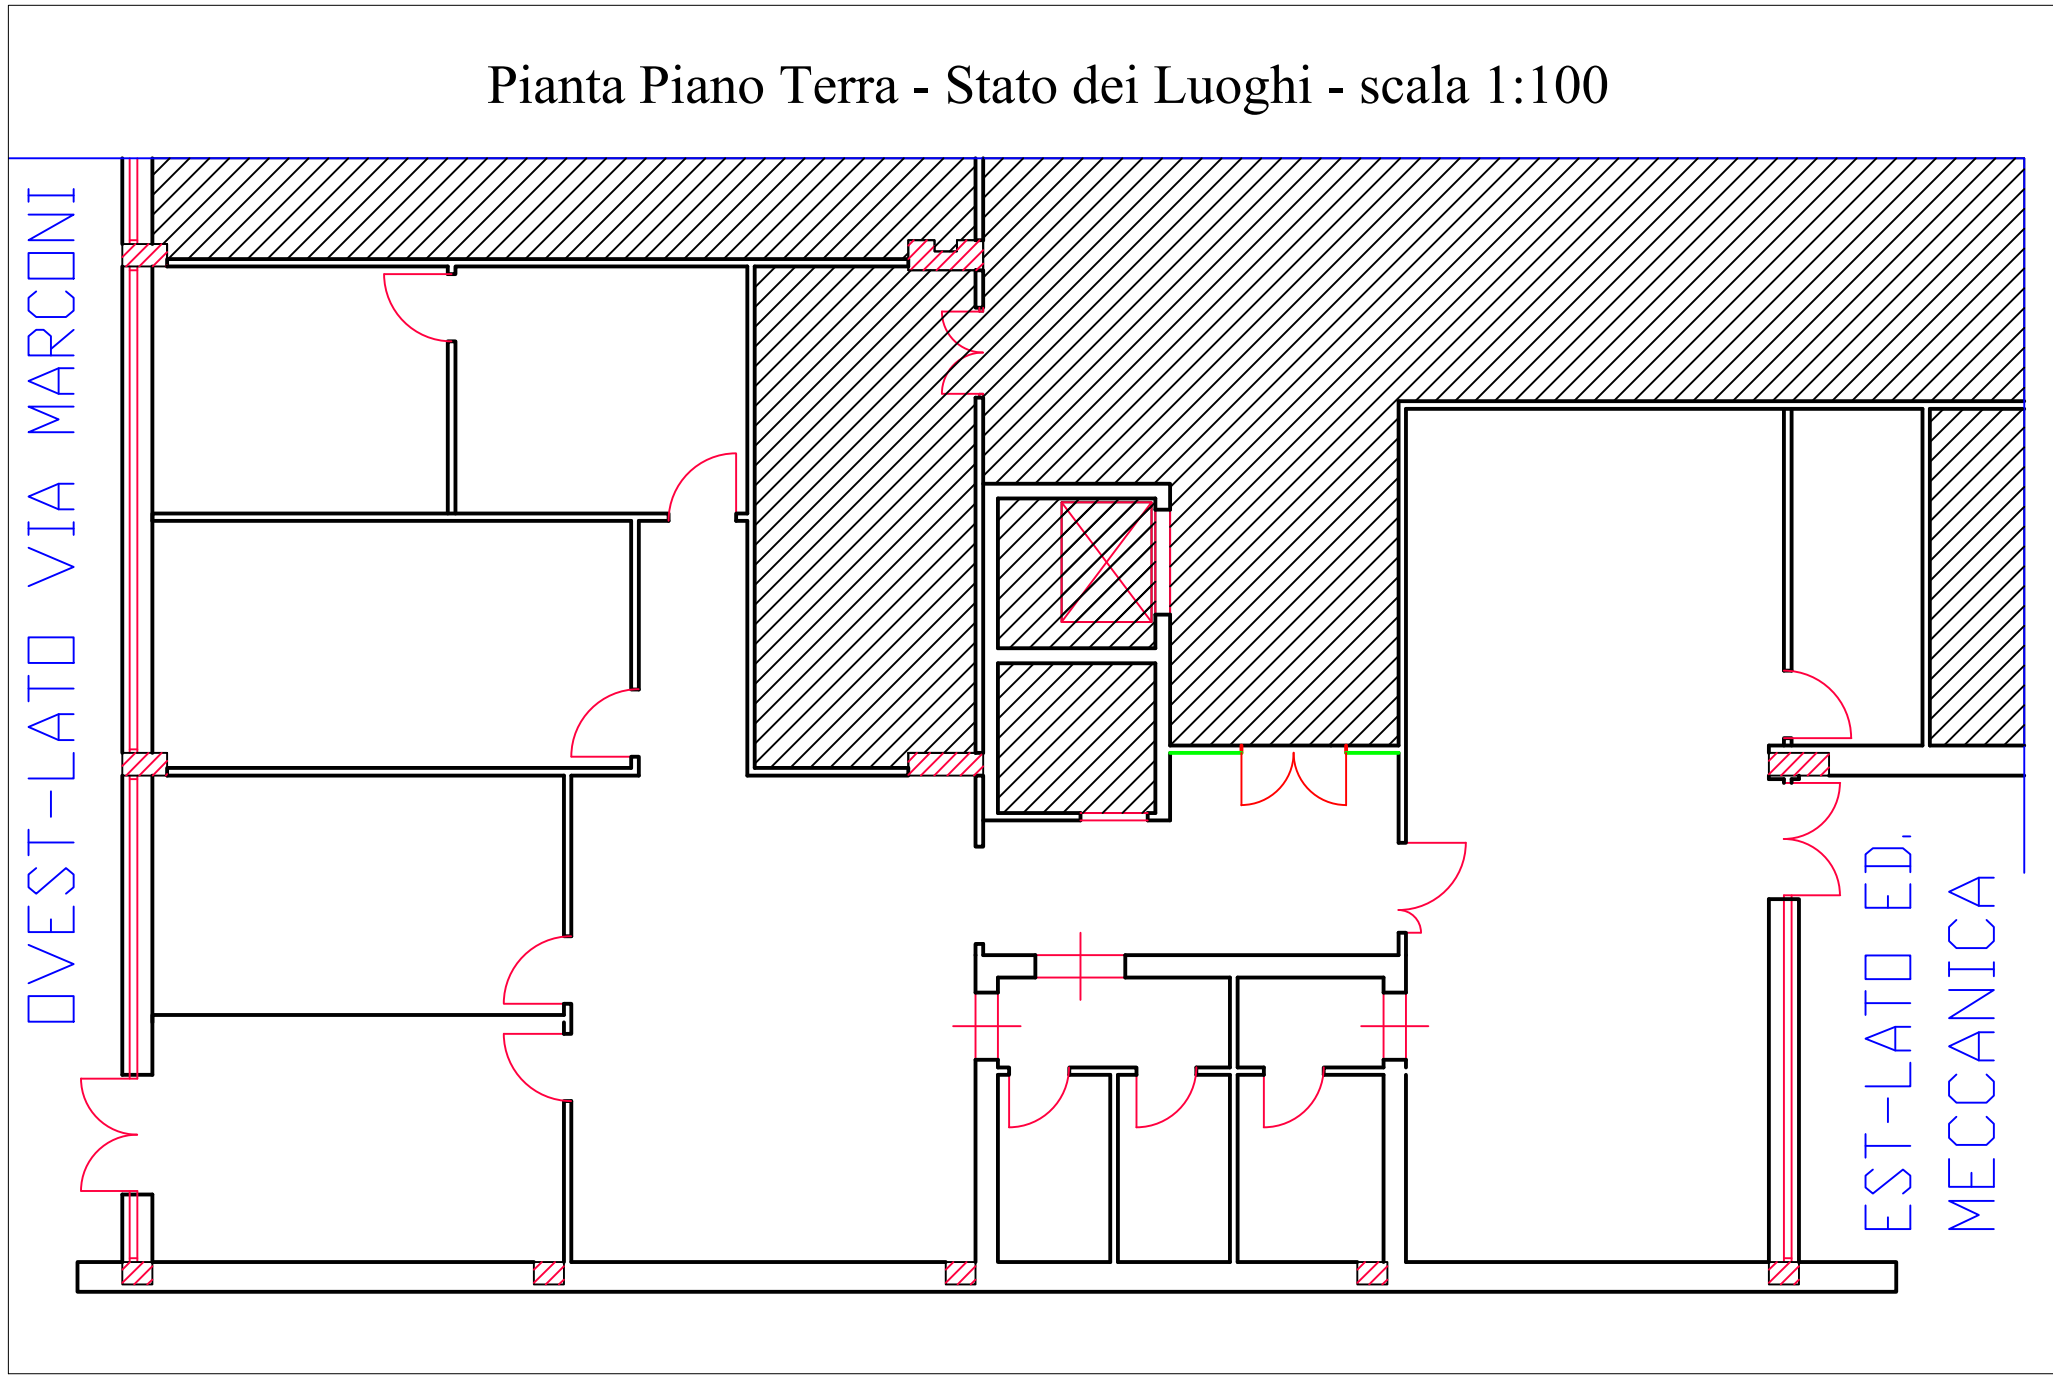 Pianta Piano Terra - Stato dei Luoghi - scala 1:100
OVEST-LATO VIA MARCONI
EST-LATO ED.
MECCANICA